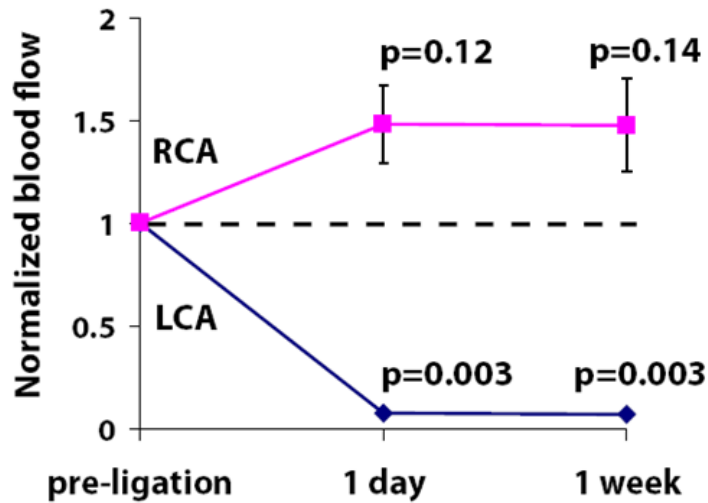 Normalized blood flow
2
1.5
1
0.5
0
RCA
LCA
p=0.12
p=0.14
p=0.003
p=0.003
pre-ligation
1 day
1 week